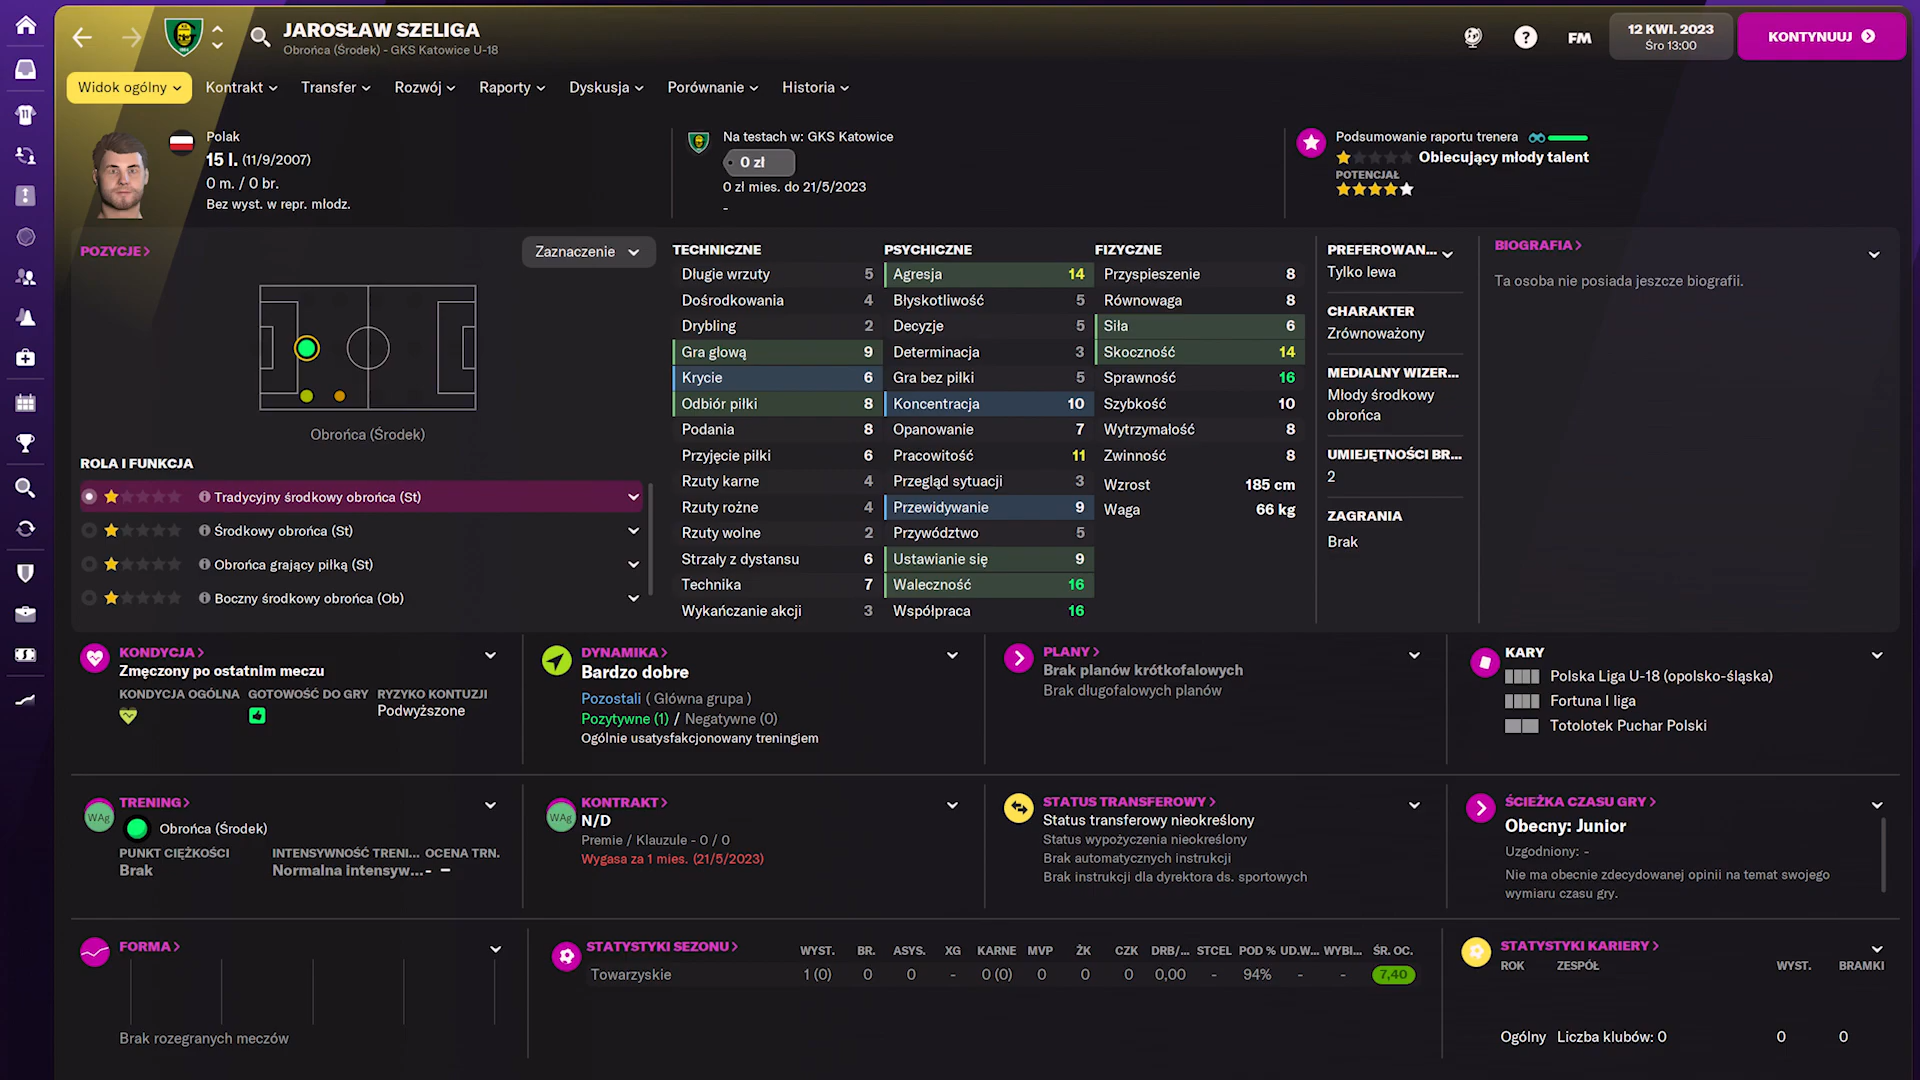 JAROSŁAW SZELIGA
Obrońca (Środek) - GKS Katowice U-18
FM
12 KWI. 2023
Śro 13:00
KONTYNUUJ
Widok ogólny
Kontrakt
Transfer
Rozwój
Raporty
Dyskusja
Porównanie
Historia
Polak
15 l. (11/9/2007)
0 m. / 0 br.
Bez wyst. w repr. młodz.
Na testach w: GKS Katowice
0 zł
0 zł mies. do 21/5/2023
-
Podsumowanie raportu trenera
Obiecujący młody talent
POTENCJAŁ
POZYCJE
Zaznaczenie
Obrońca (Środek)
ROLA I FUNKCJA
Tradycyjny środkowy obrońca (St)
Środkowy obrońca (St)
Obrońca grający piłką (St)
Boczny środkowy obrońca (Ob)
TECHNICZNE
Długie wrzuty 5
Dośrodkowania 4
Drybling 2
Gra głową 9
Krycie 6
Odbiór piłki 8
Podania 8
Przyjęcie piłki 6
Rzuty karne 4
Rzuty rożne 4
Rzuty wolne 2
Strzały z dystansu 6
Technika 7
Wykańczanie akcji 3
PSYCHICZNE
Agresja 14
Błyskotliwość 5
Decyzje 5
Determinacja 3
Gra bez piłki 5
Koncentracja 10
Opanowanie 7
Pracowitość 11
Przegląd sytuacji 3
Przewidywanie 9
Przywództwo 5
Ustawianie się 9
Waleczność 16
Współpraca 16
FIZYCZNE
Przyspieszenie 8
Równowaga 8
Siła 6
Skoczność 14
Sprawność 16
Szybkość 10
Wytrzymałość 8
Zwinność 8
Wzrost 185 cm
Waga 66 kg
PREFEROWAN...
Tylko lewa
CHARAKTER
Zrównoważony
MEDIALNY WIZER...
Młody środkowy
obrońca
UMIEJĘTNOŚCI BR...
2
ZAGRANIA
Brak
BIOGRAFIA
Ta osoba nie posiada jeszcze biografii.
KONDYCJA
Zmęczony po ostatnim meczu
KONDYCJA OGÓLNA GOTOWOŚĆ DO GRY RYZYKO KONTUZJI
Podwyższone
DYNAMIKA
Bardzo dobre
Pozostali ( Główna grupa )
Pozytywne (1) / Negatywne (0)
Ogólnie usatysfakcjonowany treningiem
PLANY
Brak planów krótkofalowych
Brak długofalowych planów
KARY
Polska Liga U-18 (opolsko-śląska)
Fortuna I liga
Totolotek Puchar Polski
TRENING
WAg
Obrońca (Środek)
PUNKT CIĘŻKOŚCI INTENSYWNOŚĆ TRENI... OCENA TRN.
Brak Normalna intensyw... - -
KONTRAKT
WAg
N/D
Premie / Klauzule - 0 / 0
Wygasa za 1 mies. (21/5/2023)
STATUS TRANSFEROWY
Status transferowy nieokreślony
Status wypożyczenia nieokreślony
Brak automatycznych instrukcji
Brak instrukcji dla dyrektora ds. sportowych
ŚCIEŻKA CZASU GRY
Obecny: Junior
Uzgodniony: -
Nie ma obecnie zdecydowanej opinii na temat swojego
wymiaru czasu gry.
FORMA
Brak rozegranych meczów
STATYSTYKI SEZONU WYST. BR. ASYS. XG KARNE MVP ŻK CZK DRB/... STCEL POD % UD.W... WYBI... ŚR. OC.
Towarzyskie 1 (0) 0 0 - 0 (0) 0 0 0 0,00 - 94% - - 7,40
STATYSTYKI KARIERY
ROK ZESPÓŁ WYST. BRAMKI
Ogólny Liczba klubów: 0 0 0